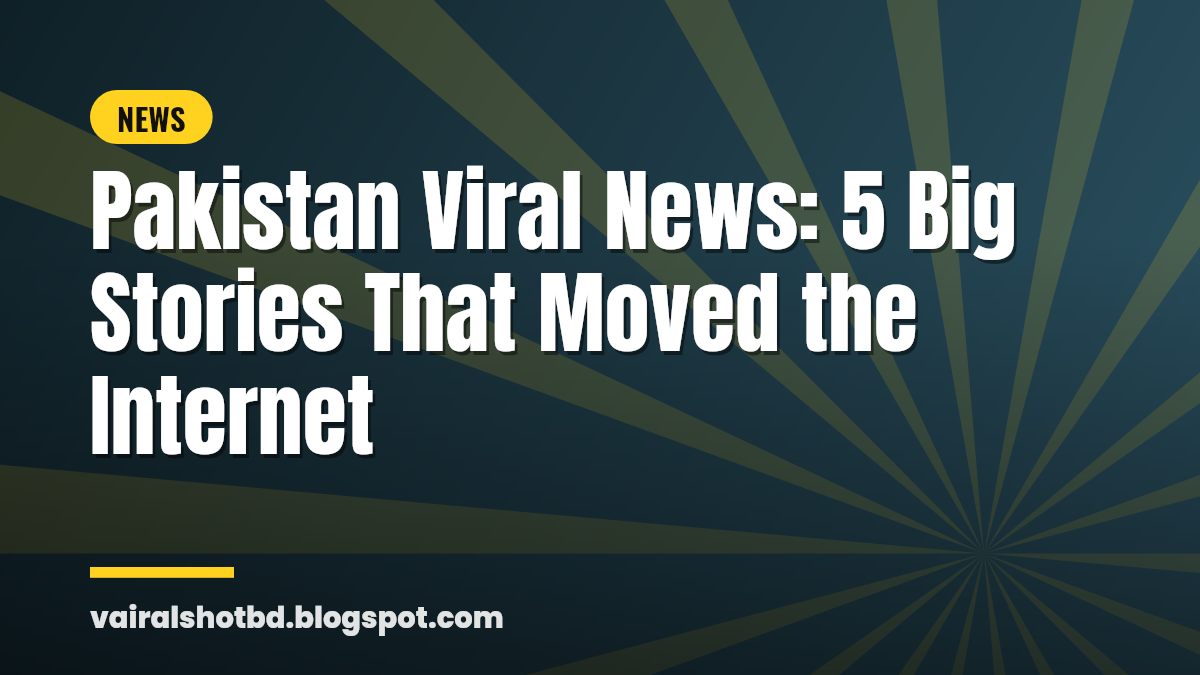 NEWS
Pakistan Viral News: 5 Big
Stories That Moved the
Internet
vairalshotbd.blogspot.com